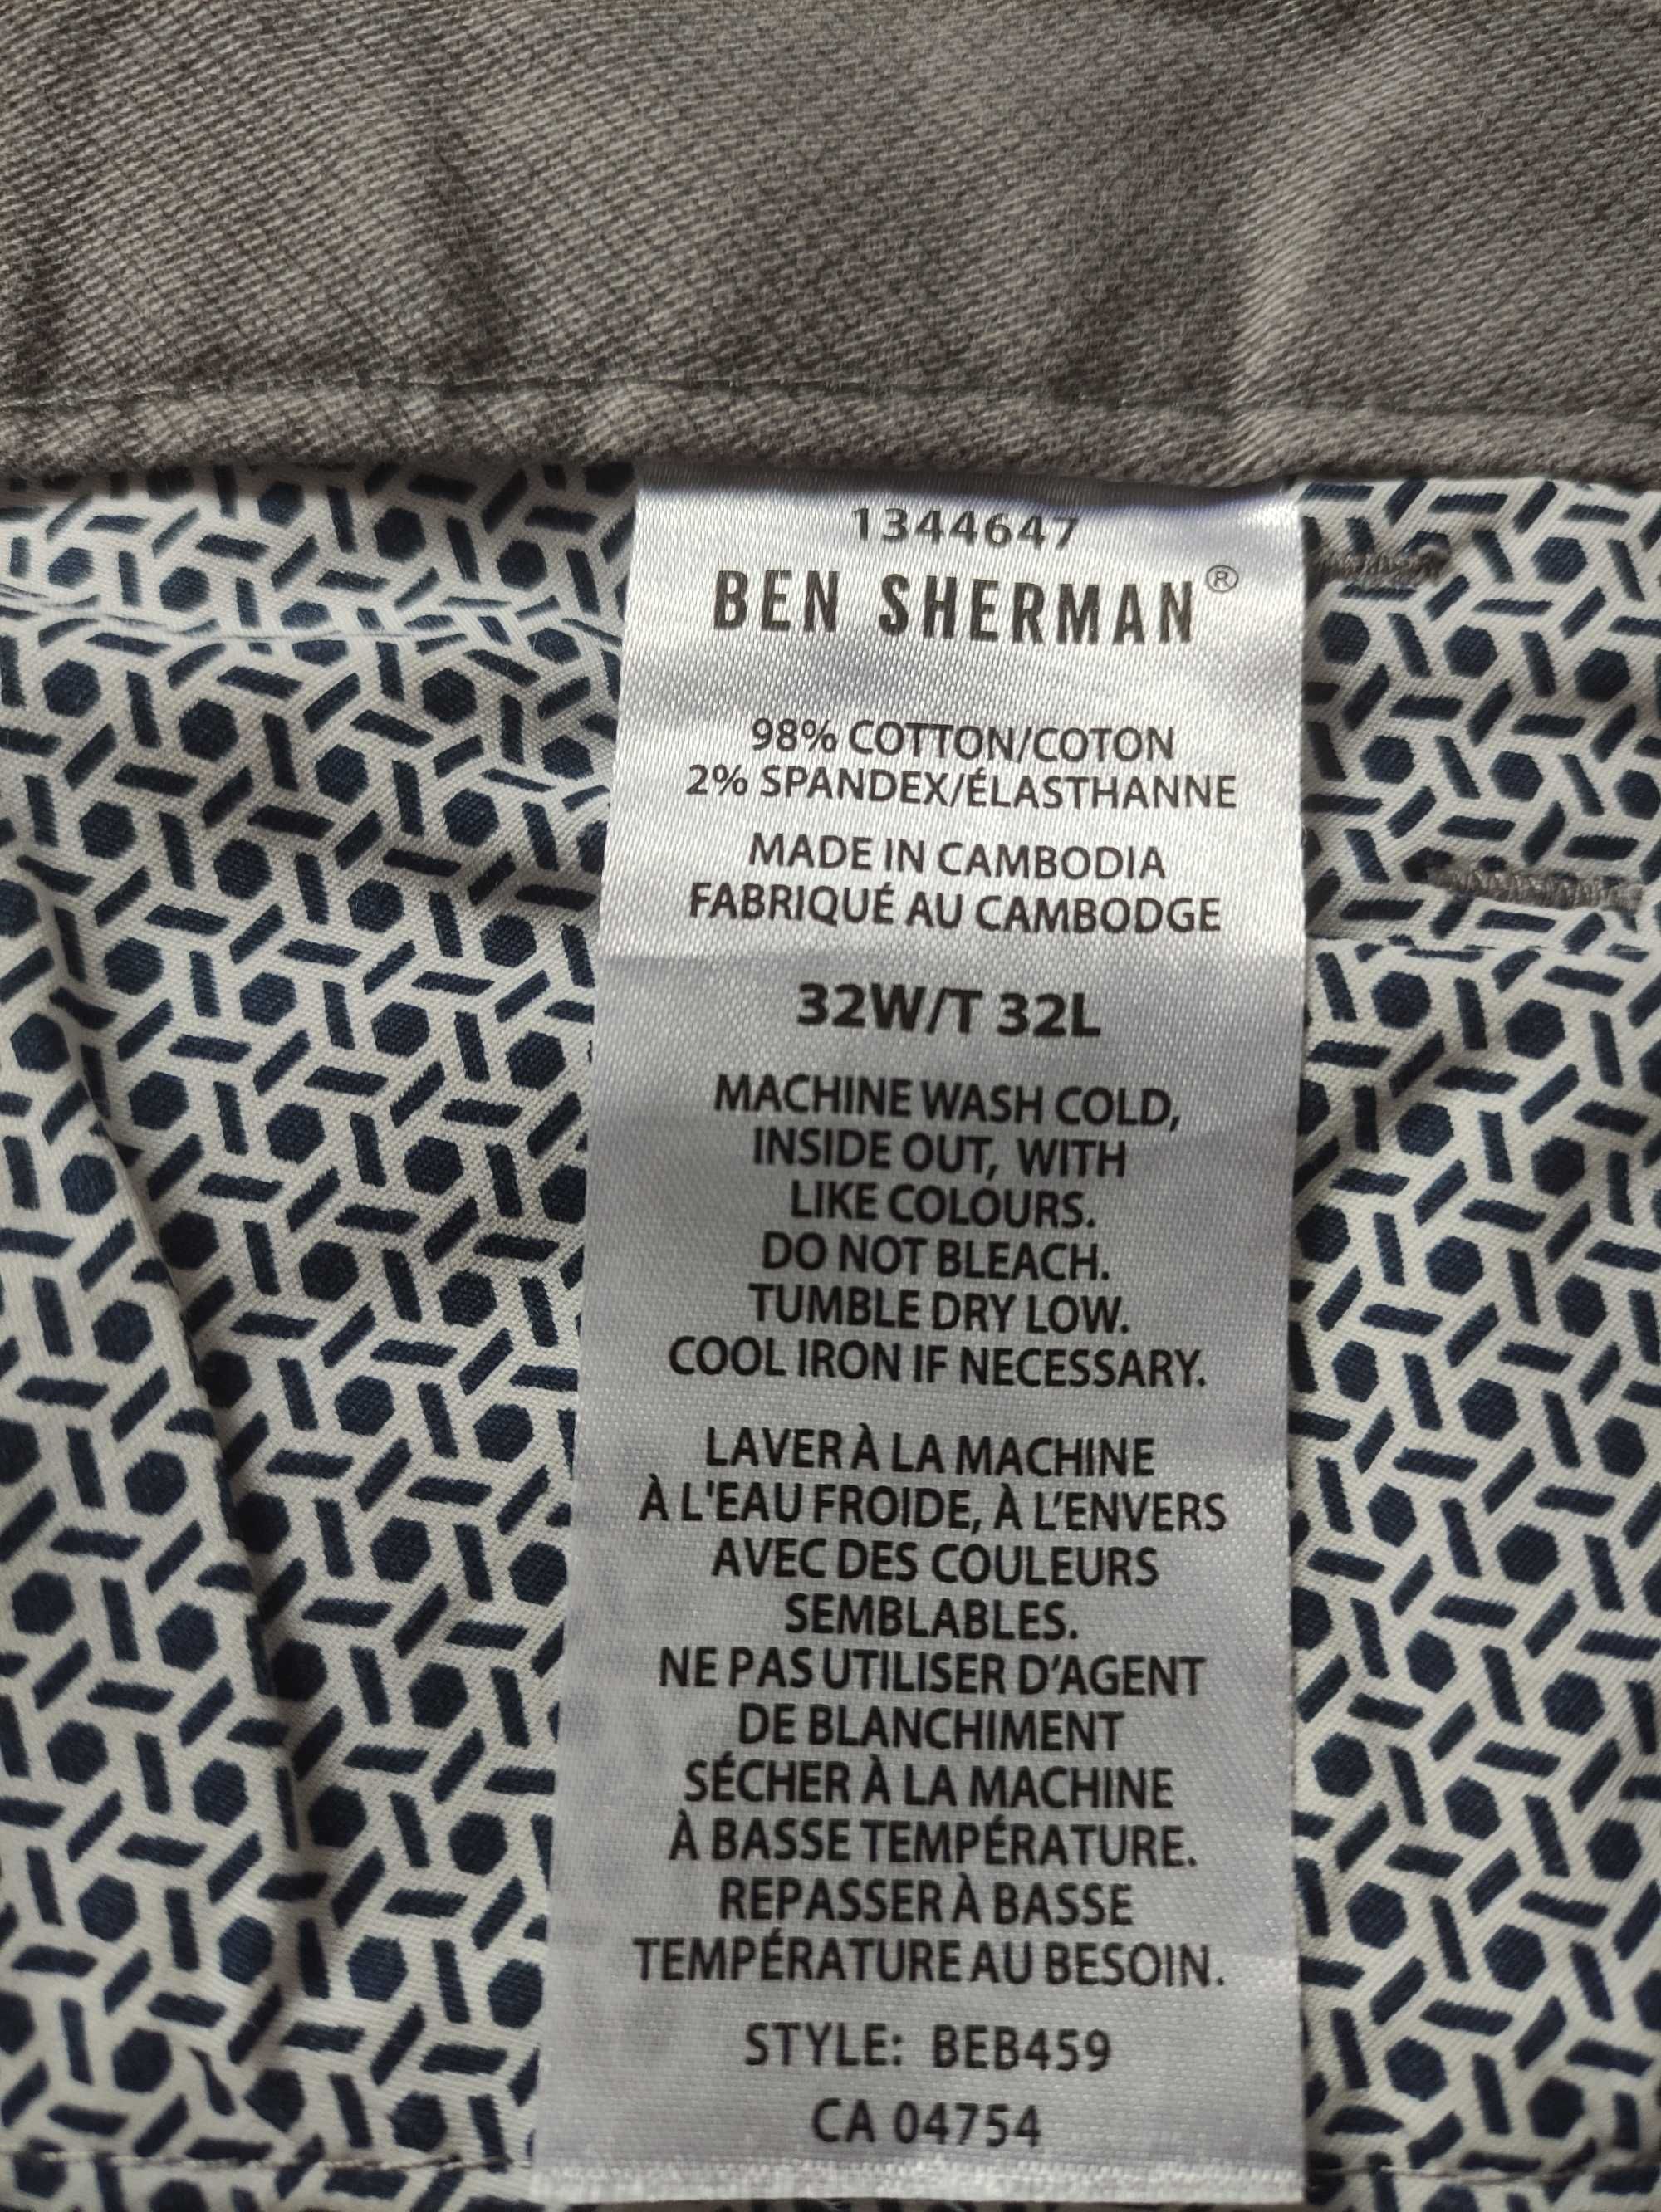 1344647
BEN SHERMAN®
98% COTTON/COTON
2% SPANDEX/ÉLASTHANNE
MADE IN CAMBODIA
FABRIQUÉ AU CAMBODGE
32W/T 32L
MACHINE WASH COLD,
INSIDE OUT, WITH
LIKE COLOURS.
DO NOT BLEACH.
TUMBLE DRY LOW.
COOL IRON IF NECESSARY.
LAVER À LA MACHINE
À L'EAU FROIDE, À L’ENVERS
AVEC DES COULEURS
SEMBLABLES.
NE PAS UTILISER D’AGENT
DE BLANCHIMENT
SÉCHER À LA MACHINE
À BASSE TEMPÉRATURE.
REPASSER À BASSE
TEMPÉRATURE AU BESOIN.
STYLE: BEB459
CA 04754